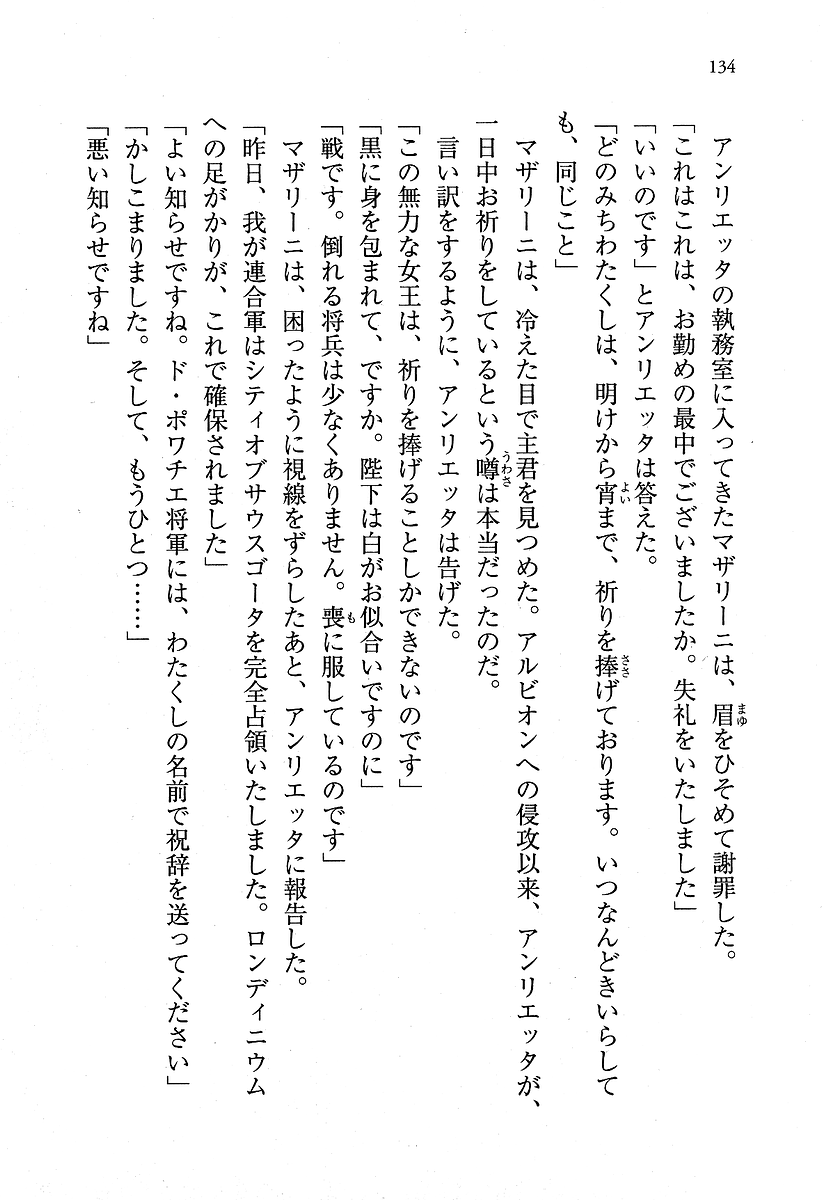 134
アンリエッタの執務室に入ってきたマザリーニは、眉をひそめて謝罪した。
「これはこれは、お勤めの最中でございましたか。失礼をいたしました」
「いいのです」とアンリエッタは答えた。
「どのみちわたくしは、明けから宵まで、祈りを捧げております。いつなんどきいらして
も、同じこと」
マザリーニは、冷えた目で主君を見つめた。アルビオンへの侵攻以来、アンリエッタが、
一日中お祈りをしているという噂は本当だったのだ。
言い訳をするように、アンリエッタは告げた。
「この無力な女王は、祈りを捧げることしかできないのです」
「黒に身を包まれて、ですか。陛下は白がお似合いですのに」
「戦です。倒れる将兵は少なくありません。喪に服しているのです」
マザリーニは、困ったように視線をずらしたあと、アンリエッタに報告した。
「昨日、我が連合軍はシティオブサウスゴータを完全占領いたしました。ロンディニウム
への足がかりが、これで確保されました」
「よい知らせですね。ド・ポワチエ将軍には、わたくしの名前で祝辞を送ってください」
「かしこまりました。そして、もうひとつ……」
「悪い知らせですね」